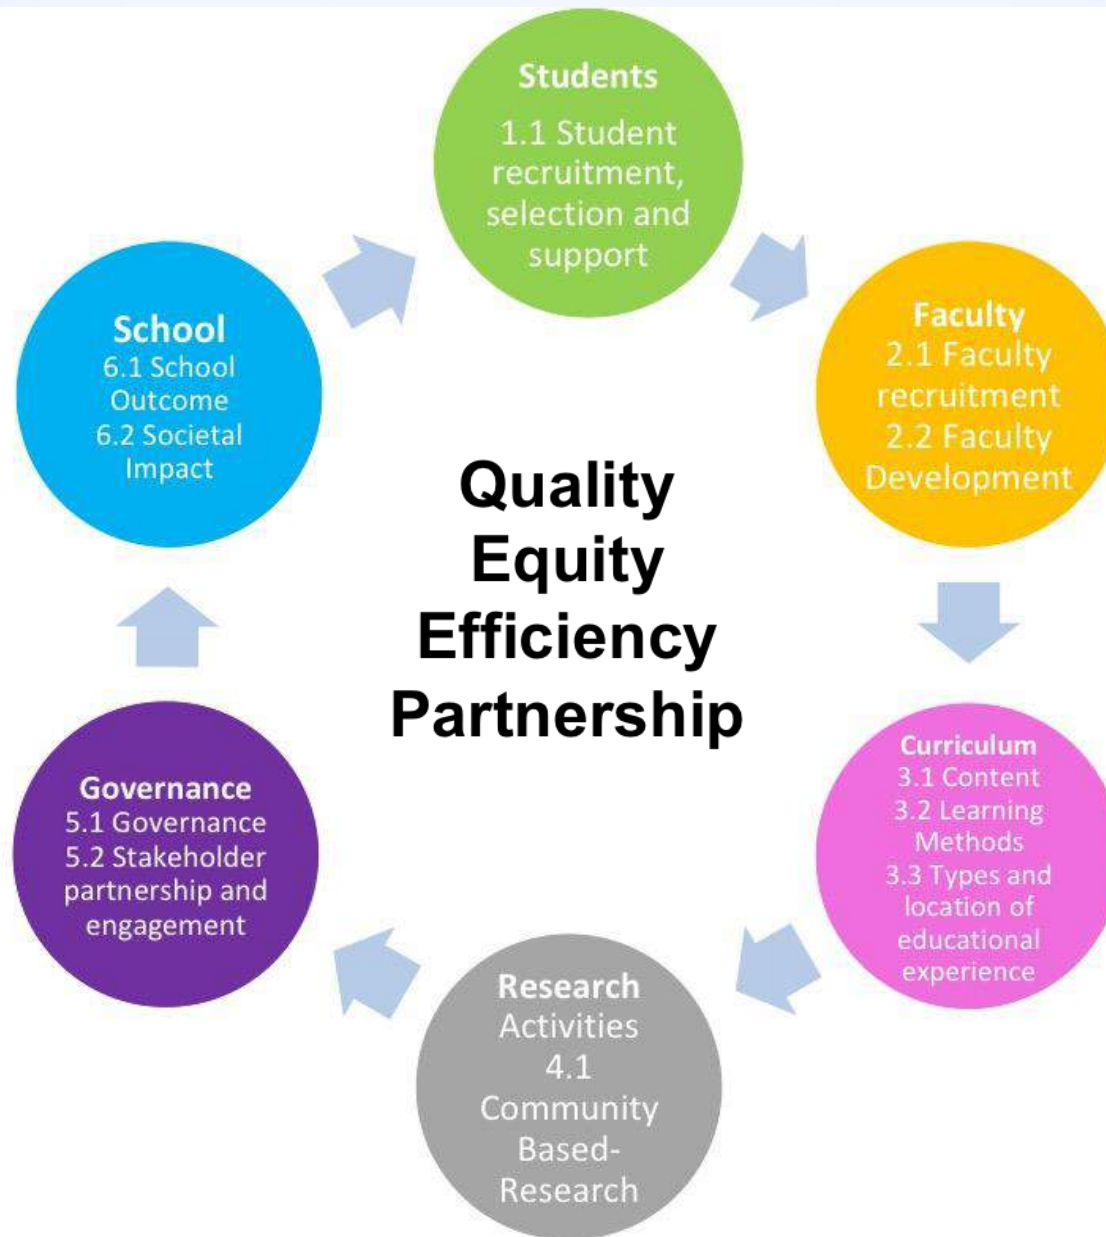 Students
1.1 Student
recruitment,
selection and
support
Faculty
2.1 Faculty
recruitment
2.2 Faculty
Development
Curriculum
3.1 Content
3.2 Learning
Methods
3.3 Types and
location of
educational
experience
Research
Activities
4.1
Community
Based-
Research
Governance
5.1 Governance
5.2 Stakeholder
partnership and
engagement
School
6.1 School
Outcome
6.2 Societal
Impact
Quality
Equity
Efficiency
Partnership